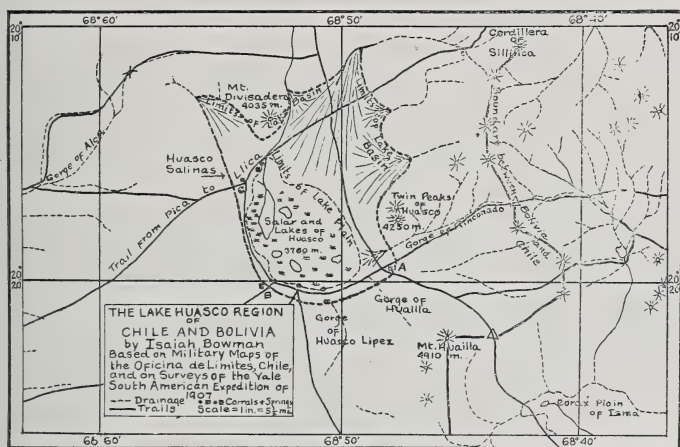 68°60'
68°50'
68°40'
20°
10'
20°
10'
Cordillera
of
Sillilica
Mt.
Divisadero
4035 m.
Limits of Lake Basin
Limits of Lake
Basin
Boundary between Bolivia
and Chile
Gorge of Alca
Huasco
Salinas
Trail From Pica to Llica
Limits of Lake Plain
Salar and
Lakes of
Huasco
3780 m.
Twin Peaks
of
Huasco
4250 m.
Gorge of Rinconado
A
20°
20'
20°
20'
B
Gorge of
Huailla
Gorge
of
Huasco Lipez
Mt. Huailla
4910 m.
Borax Plain
of Isma
THE LAKE HUASCO REGION
OF
CHILE AND BOLIVIA
by Isaiah Bowman
Based on Military Maps of
the Oficina de Limites, Chile,
and on Surveys of the Yale
South American Expedition of
1907
Drainage Corrals & Springs
Trails Scale = 1 in. = 5½ mi.
68°60'
68°50'
68°40'